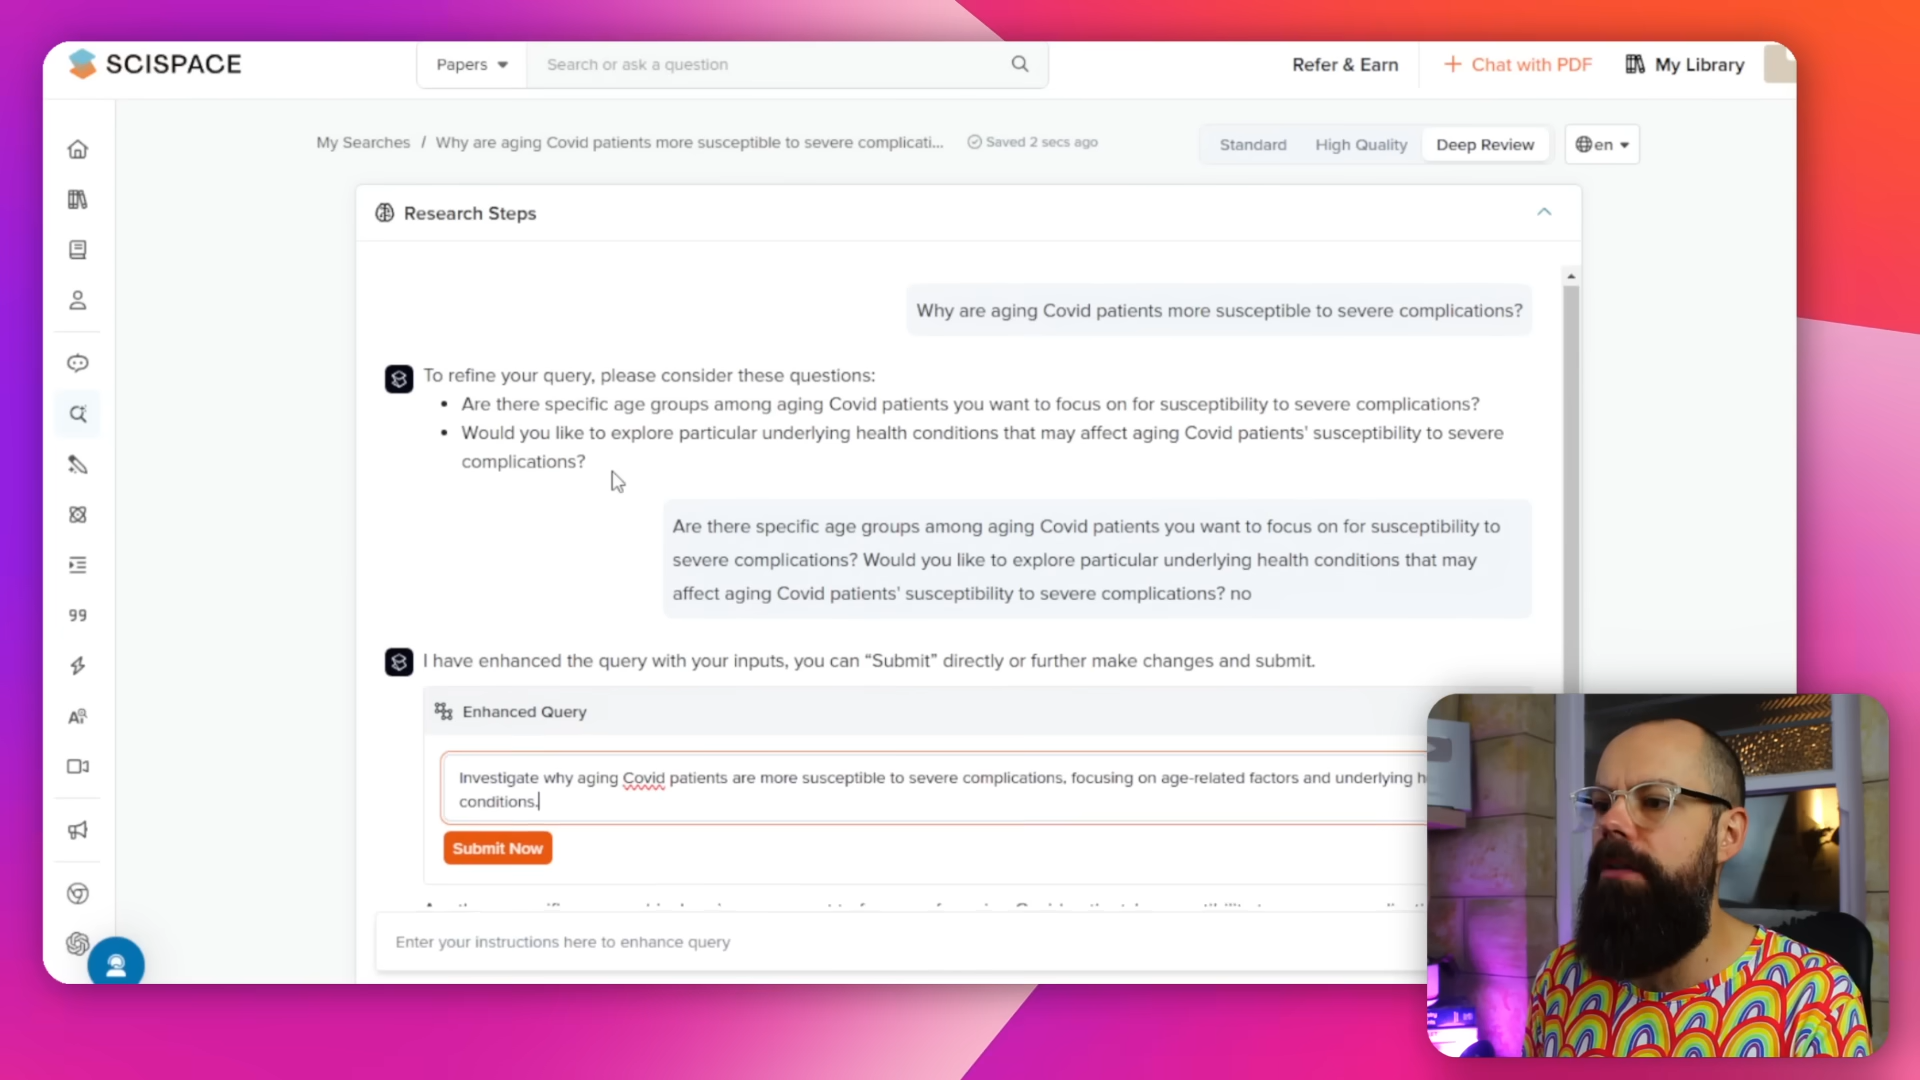 SCISPACE
Papers
Search or ask a question
Refer & Earn
+ Chat with PDF
My Library
My Searches / Why are aging Covid patients more susceptible to severe complicati...
Saved 2 secs ago
Standard
High Quality
Deep Review
en
Research Steps
Why are aging Covid patients more susceptible to severe complications?
To refine your query, please consider these questions:
• Are there specific age groups among aging Covid patients you want to focus on for susceptibility to severe complications?
• Would you like to explore particular underlying health conditions that may affect aging Covid patients' susceptibility to severe
complications?
Are there specific age groups among aging Covid patients you want to focus on for susceptibility to
severe complications? Would you like to explore particular underlying health conditions that may
affect aging Covid patients' susceptibility to severe complications? no
I have enhanced the query with your inputs, you can “Submit” directly or further make changes and submit.
Enhanced Query
Investigate why aging Covid patients are more susceptible to severe complications, focusing on age-related factors and underlying
conditions.
Submit Now
Enter your instructions here to enhance query